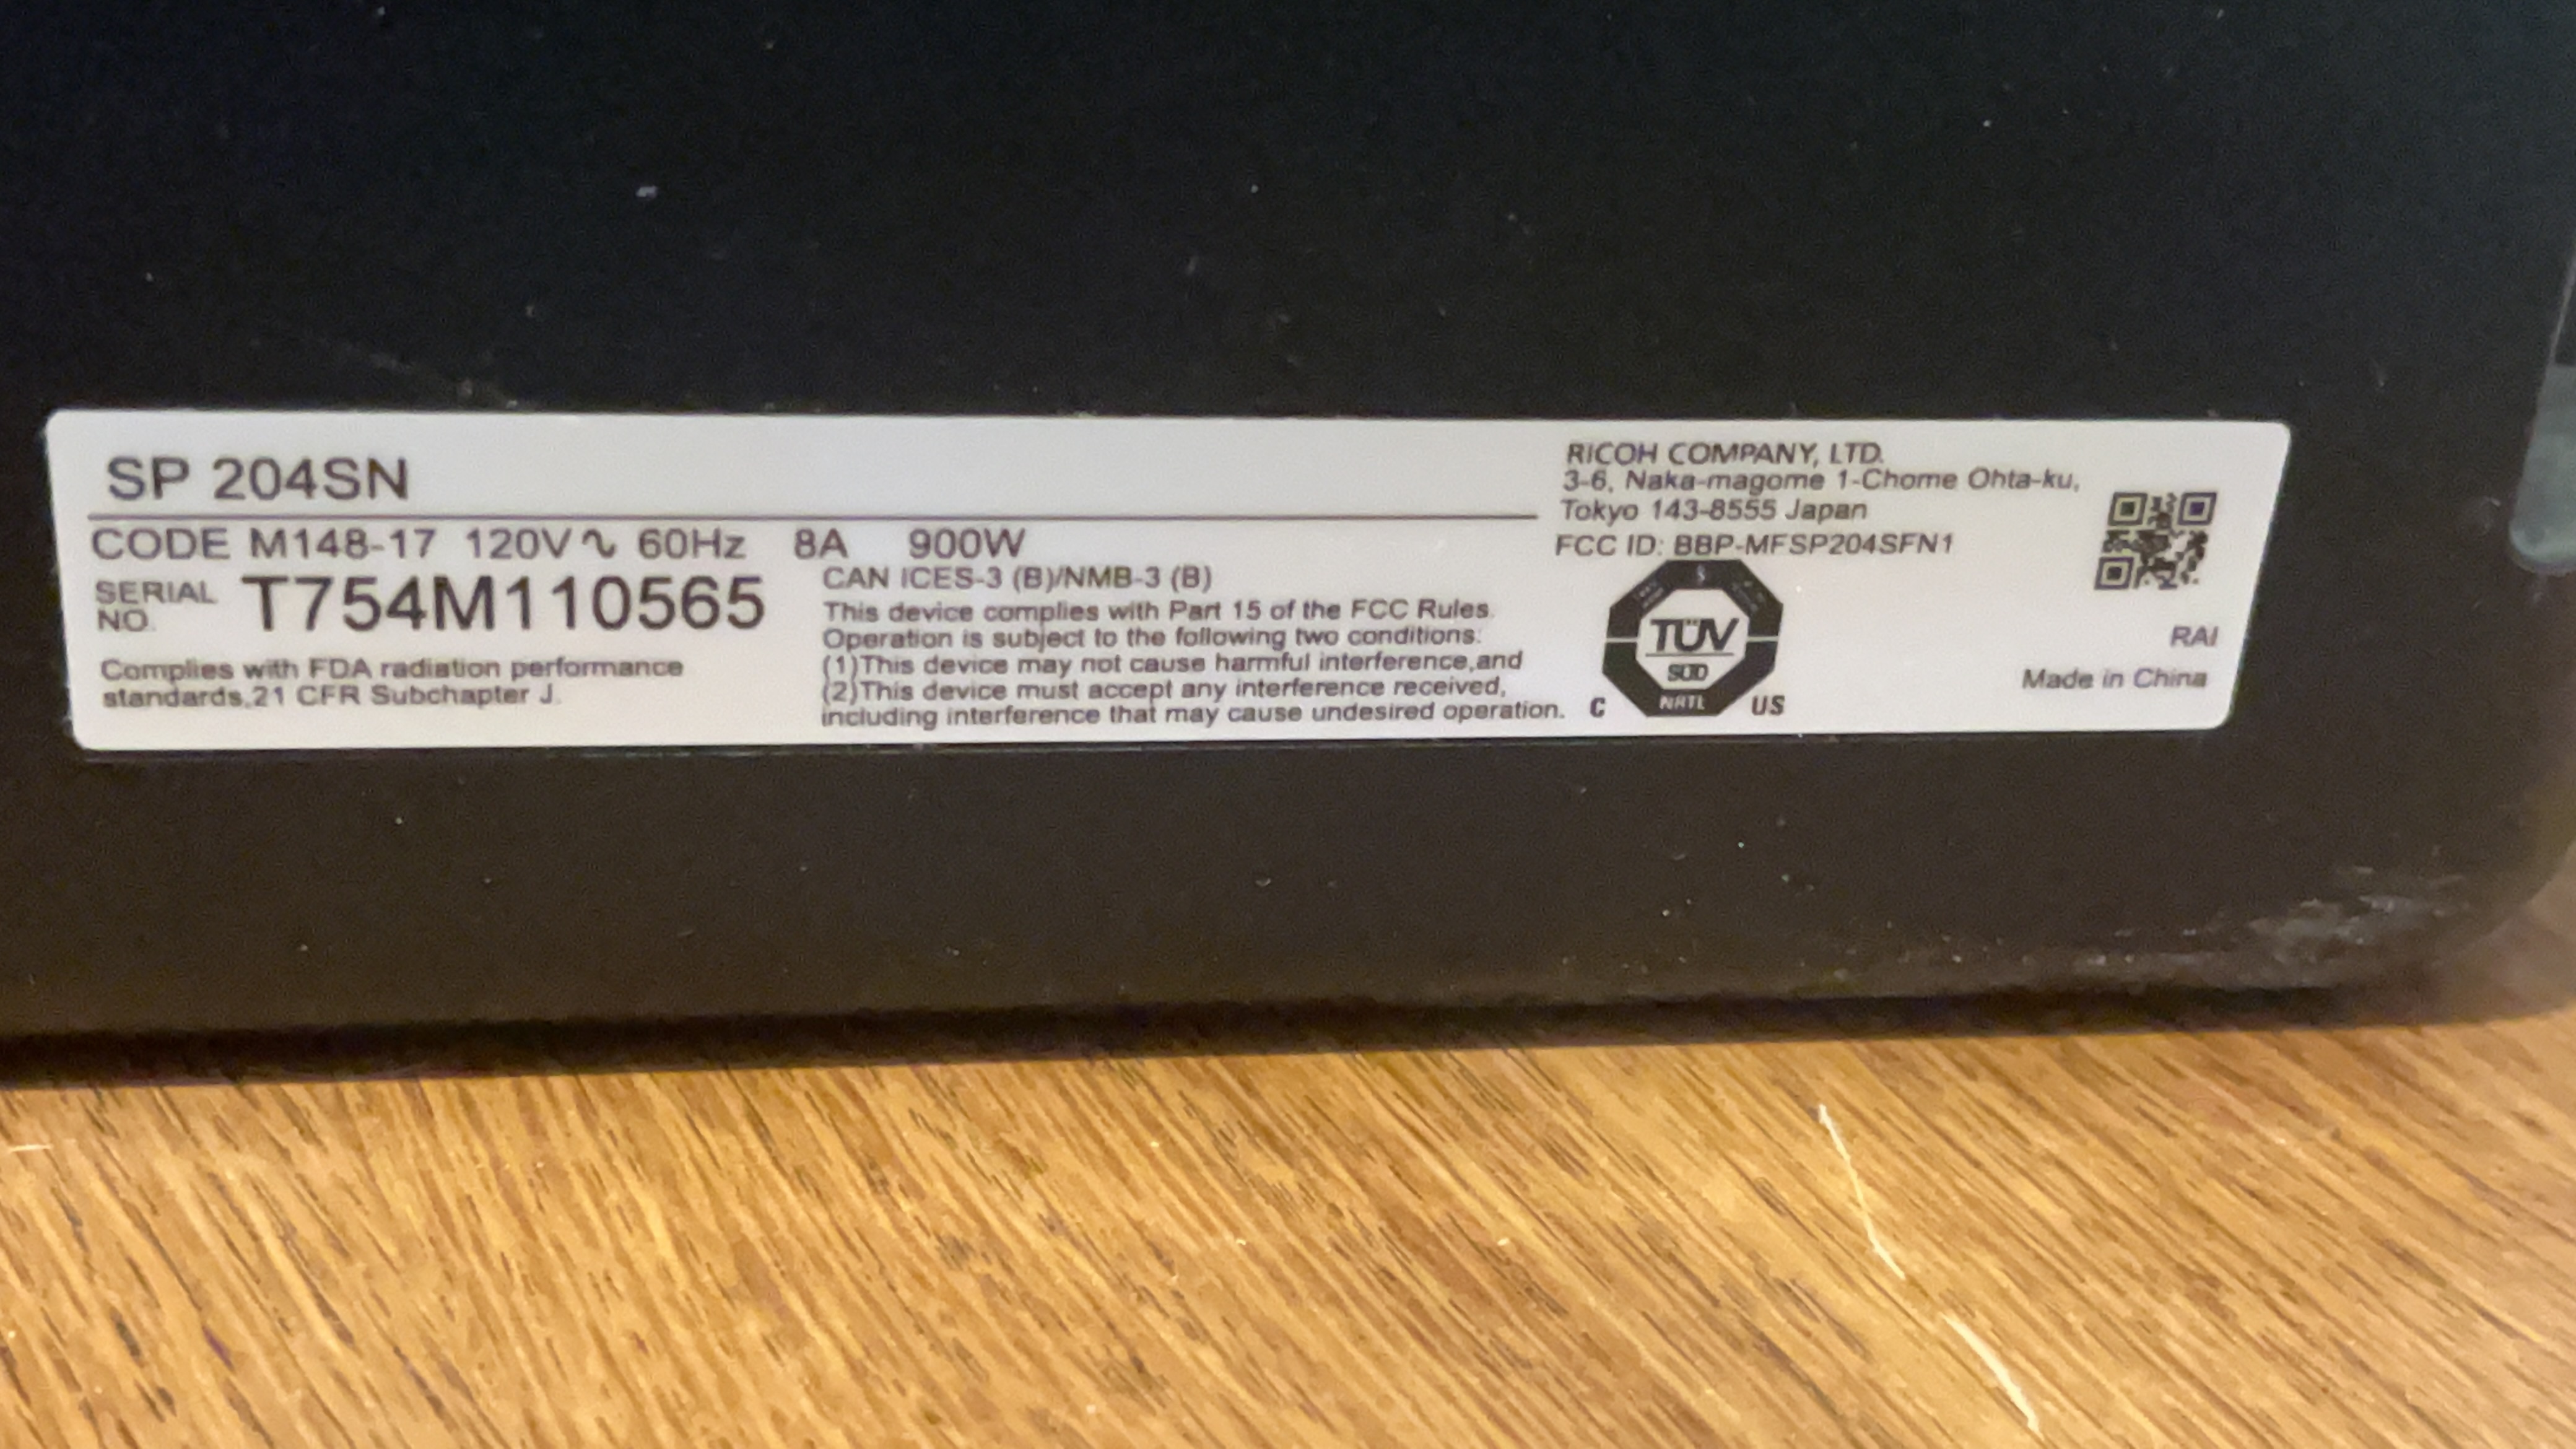 SP 204SN
CODE M148-17 120V∿ 60Hz 8A 900W
SERIAL NO. T754M110565
Complies with FDA radiation performance
standards,21 CFR Subchapter J.
CAN ICES-3 (B)/NMB-3 (B)
This device complies with Part 15 of the FCC Rules.
Operation is subject to the following two conditions:
(1)This device may not cause harmful interference,and
(2)This device must accept any interference received,
including interference that may cause undesired operation.
RICOH COMPANY, LTD.
3-6, Naka-magome 1-Chome Ohta-ku,
Tokyo 143-8555 Japan
FCC ID: BBP-MFSP204SFN1
TÜV
SÜD
NRTL
C US
RAI
Made in China